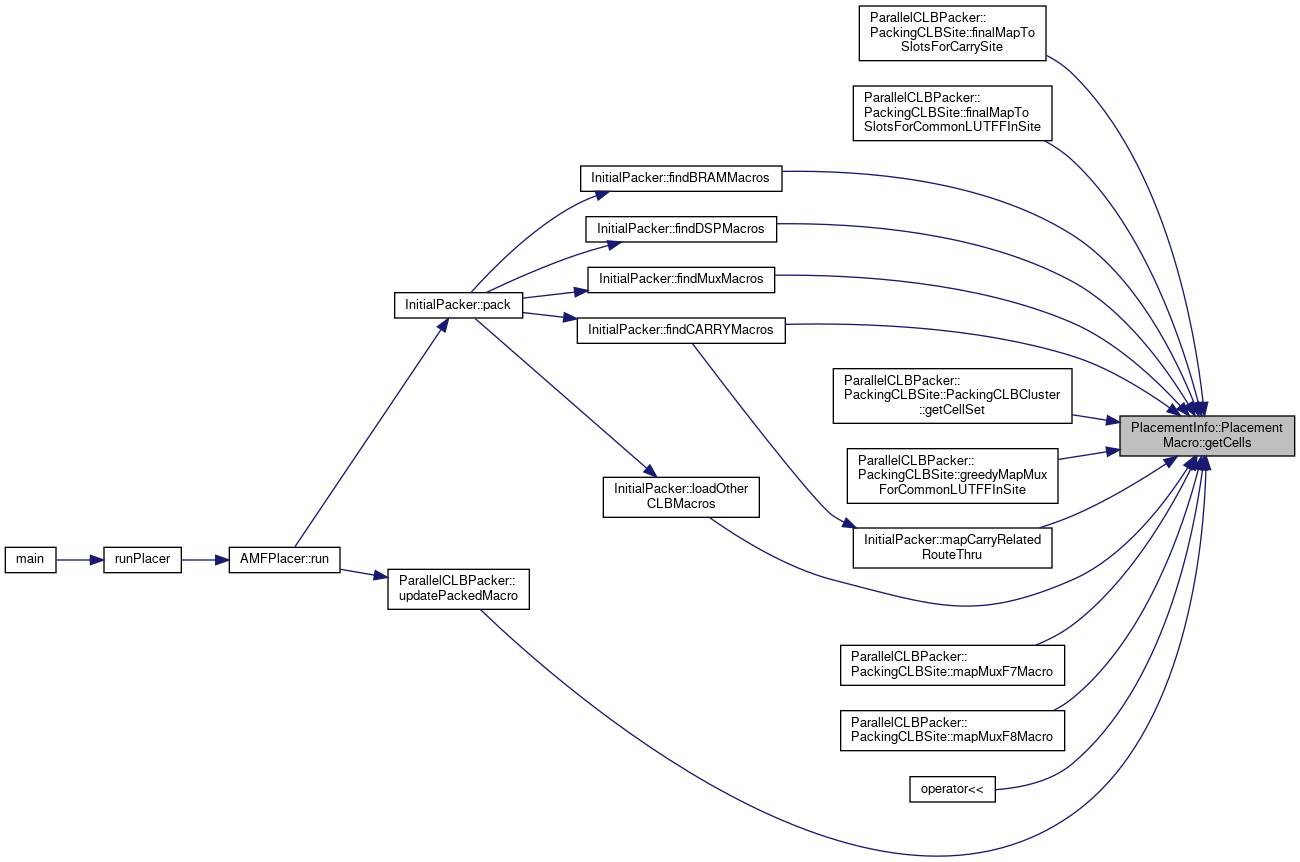 ParallelCLBPacker::
PackingCLBSite::finalMapTo
SlotsForCarrySite
ParallelCLBPacker::
PackingCLBSite::finalMapTo
SlotsForCommonLUTFFInSite
InitialPacker::findBRAMMacros
InitialPacker::findDSPMacros
InitialPacker::findMuxMacros
InitialPacker::pack
InitialPacker::findCARRYMacros
ParallelCLBPacker::
PackingCLBSite::PackingCLBCluster
::getCellSet
PlacementInfo::Placement
Macro::getCells
ParallelCLBPacker::
PackingCLBSite::greedyMapMux
ForCommonLUTFFInSite
InitialPacker::loadOther
CLBMacros
InitialPacker::mapCarryRelated
RouteThru
main
runPlacer
AMFPlacer::run
ParallelCLBPacker::
updatePackedMacro
ParallelCLBPacker::
PackingCLBSite::mapMuxF7Macro
ParallelCLBPacker::
PackingCLBSite::mapMuxF8Macro
operator<<